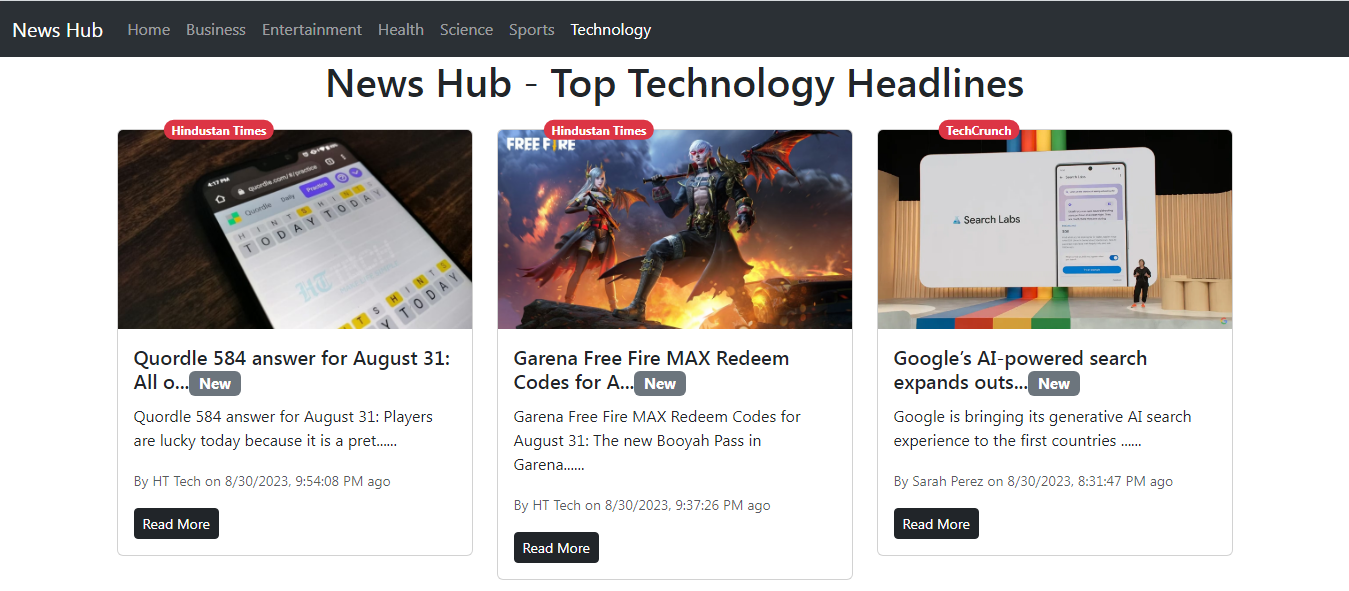 News Hub Home Business Entertainment Health Science Sports Technology
News Hub - Top Technology Headlines
Hindustan Times
4:17 PM
quordle.com/#/practice
Quordle Daily Practice
HINTSHINTS
TODAYTODAY
Quordle 584 answer for August 31:
All o...New
Quordle 584 answer for August 31: Players
are lucky today because it is a pret......
By HT Tech on 8/30/2023, 9:54:08 PM ago
Read More
Hindustan Times
FREE FIRE
Garena Free Fire MAX Redeem
Codes for A...New
Garena Free Fire MAX Redeem Codes for
August 31: The new Booyah Pass in
Garena......
By HT Tech on 8/30/2023, 9:37:26 PM ago
Read More
TechCrunch
Search Labs
Search Labs
Google’s AI-powered search
expands outs...New
Google is bringing its generative AI search
experience to the first countries ......
By Sarah Perez on 8/30/2023, 8:31:47 PM ago
Read More